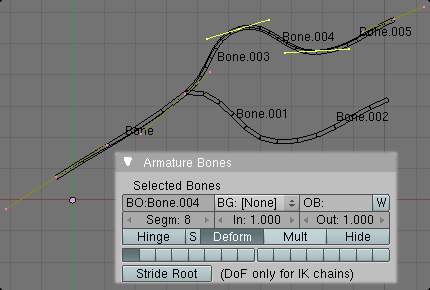 Bone.004
Bone.005
Bone.003
Bone.001
Bone.002
Bone
Armature Bones
Selected Bones
BO:Bone.004 BG: [None] OB: W
Segm: 8 In: 1.000 Out: 1.000
Hinge S Deform Mult Hide
Stride Root (DoF only for IK chains)